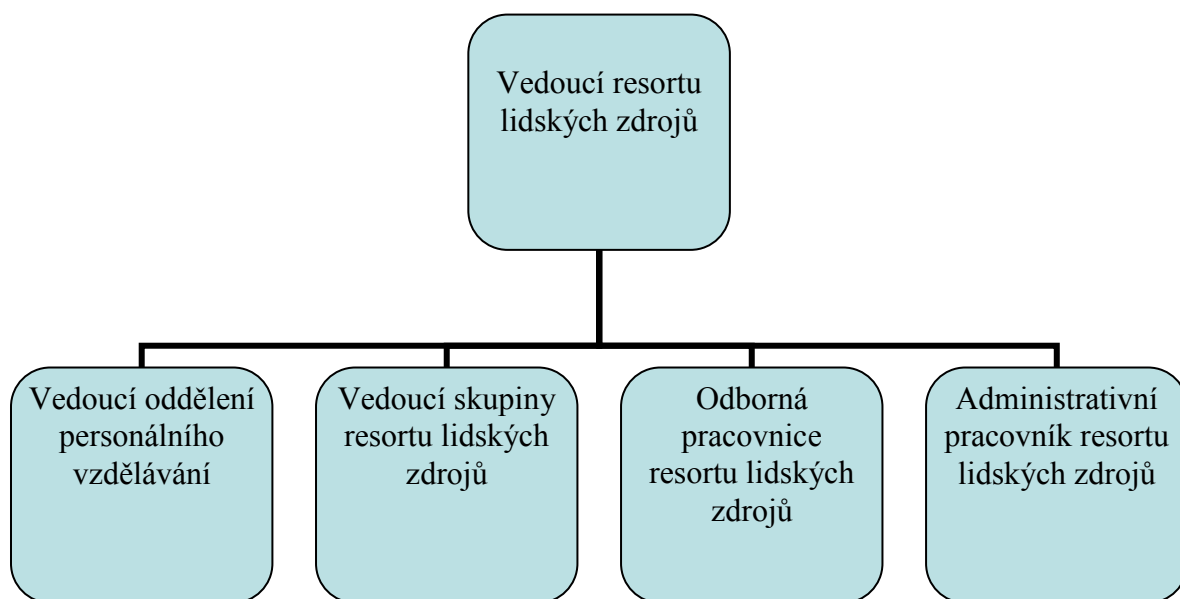 Vedoucí resortu
lidských zdrojů
Vedoucí oddělení
personálního
vzdělávání
Vedoucí skupiny
resortu lidských
zdrojů
Odborná
pracovnice
resortu lidských
zdrojů
Administrativní
pracovník resortu
lidských zdrojů